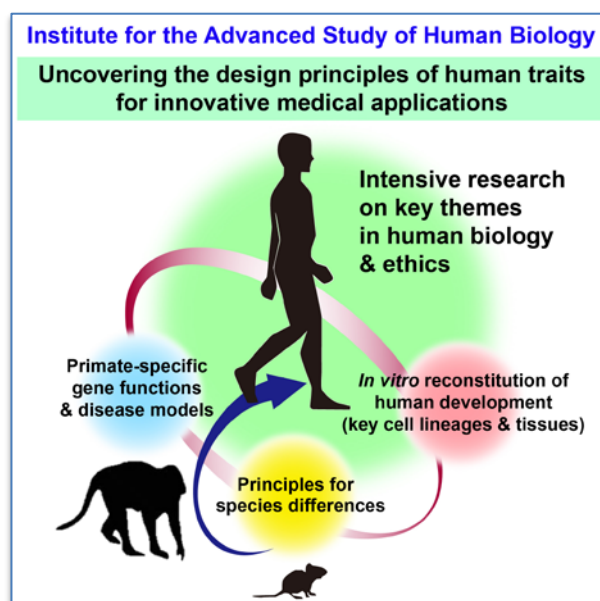 Institute for the Advanced Study of Human Biology
Uncovering the design principles of human traits
for innovative medical applications
Intensive research
on key themes
in human biology
& ethics
Primate-specific
gene functions
& disease models
In vitro reconstitution of
human development
(key cell lineages & tissues)
Principles for
species differences